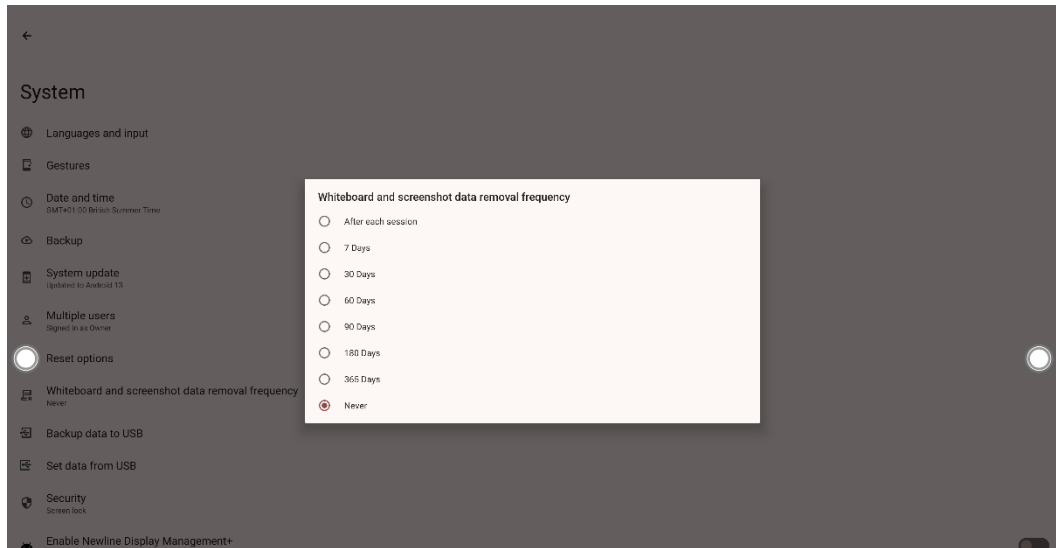 System
Languages and input
Gestures
Date and time
GMT+01:00 British Summer Time
Backup
System update
Updated to Android 13
Multiple users
Signed in as Owner
Reset options
Whiteboard and screenshot data removal frequency
Never
Backup data to USB
Set data from USB
Security
Screen lock
Enable Newline Display Management+
Whiteboard and screenshot data removal frequency
After each session
7 Days
30 Days
60 Days
90 Days
180 Days
365 Days
Never